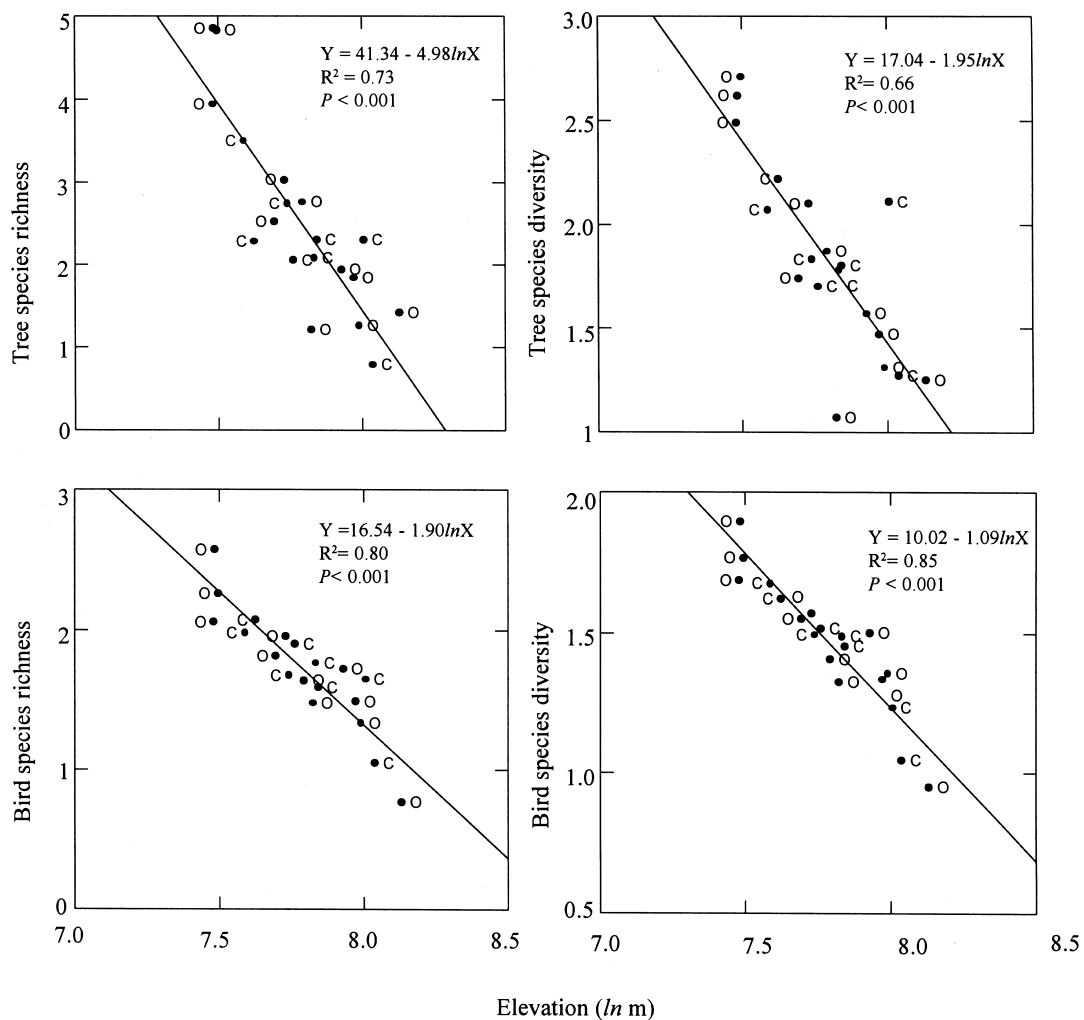 Y = 41.34 - 4.98lnX
R² = 0.73
P < 0.001
5
4
3
2
1
0
Tree species richness
O O
O
C
O
C O
O
C
C C
O C
O
O
O
O
O
C
Y = 17.04 - 1.95lnX
R²= 0.66
P<0.001
3.0
2.5
2.0
1.5
1
Tree species diversity
O
O
O
C
C O
C
O
C C
O C C
O
O
O
C O
O
Y =16.54 - 1.90lnX
R²= 0.80
P< 0.001
3
2
1
0
Bird species richness
O
O
O C
C O
C
O C
O
C O C
O C
O O
O
C
O
7.0 7.5 8.0 8.5
Y = 10.02 - 1.09lnX
R²= 0.85
P < 0.001
2.0
1.5
1.0
0.5
Bird species diversity
O
O
O C
C O
O
C C C O
C
O
O O
O
C
C
O
7.0 7.5 8.0 8.5
Elevation (ln m)